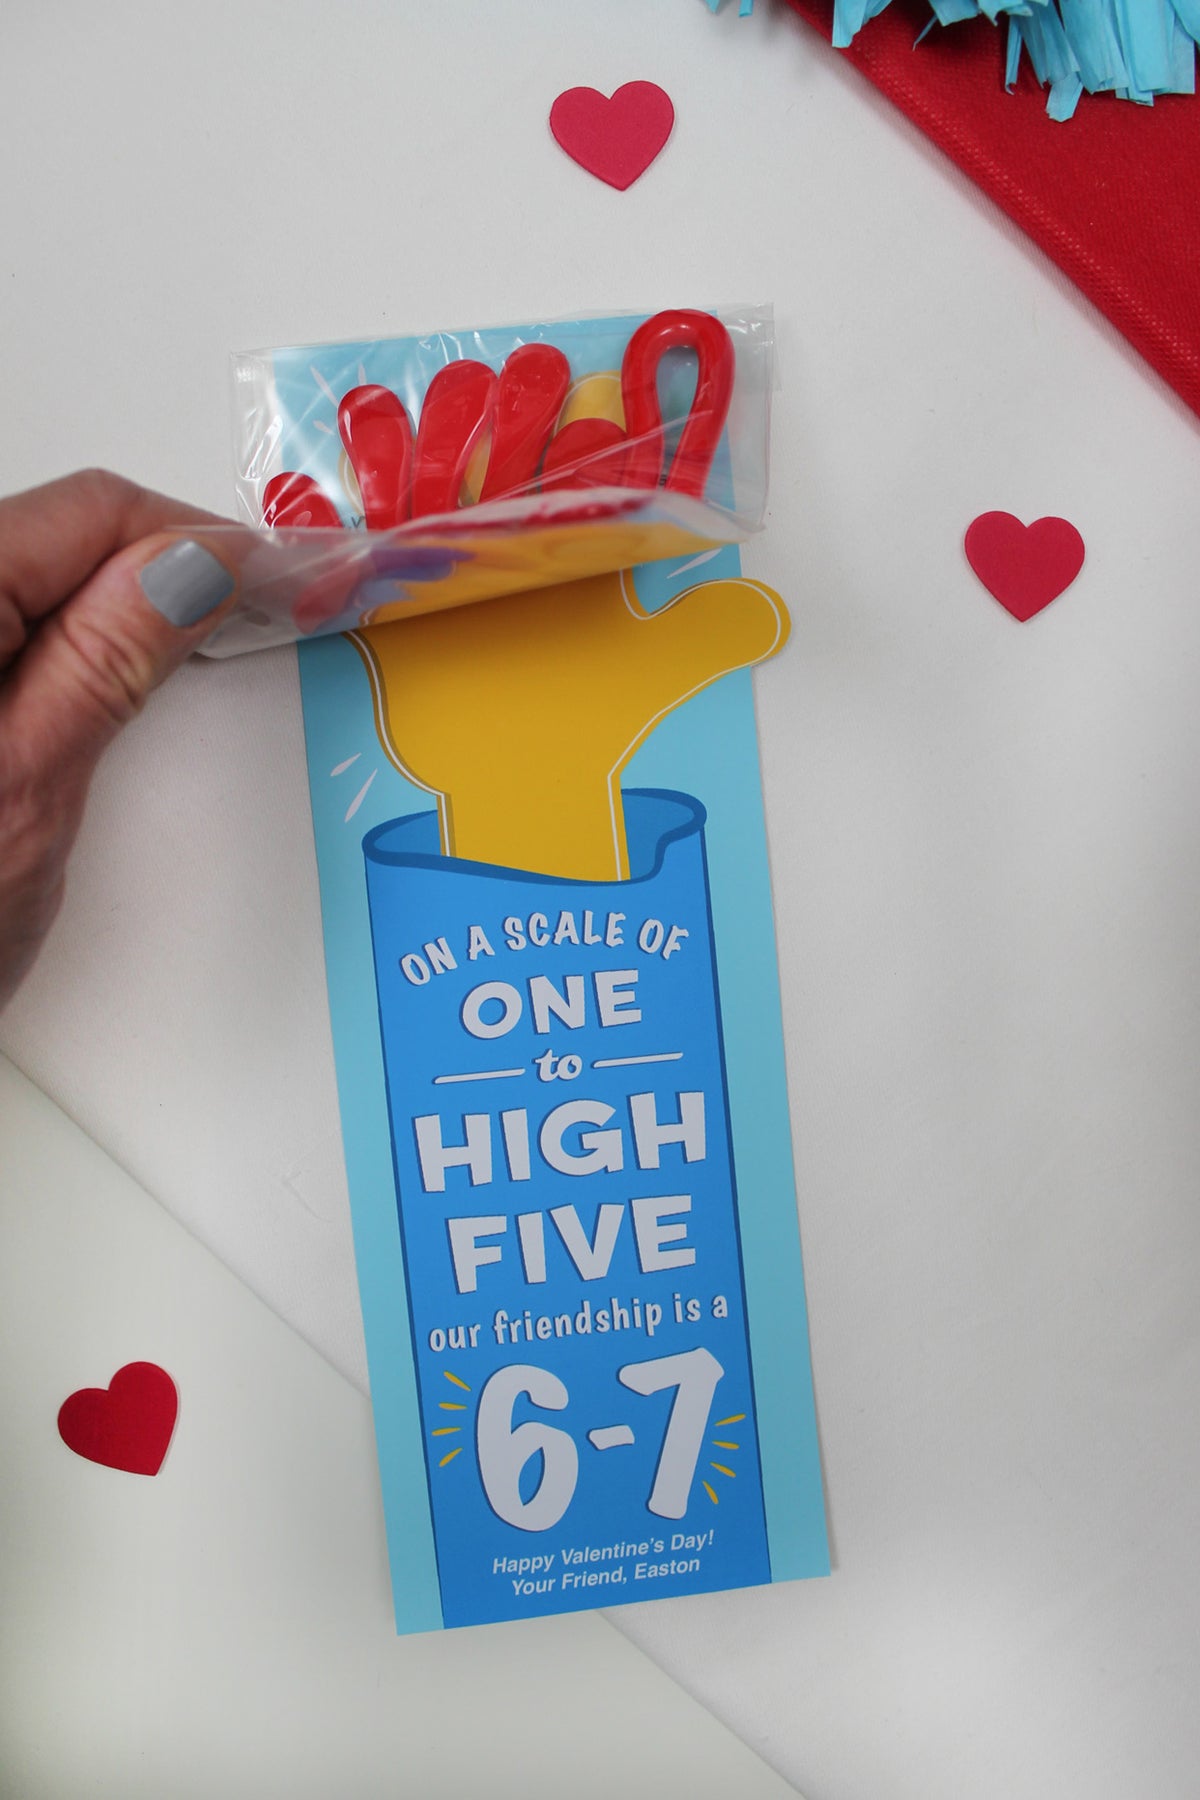 ON A SCALE OF
ONE
to
HIGH
FIVE
our friendship is a
6-7
Happy Valentine's Day!
Your Friend, Easton